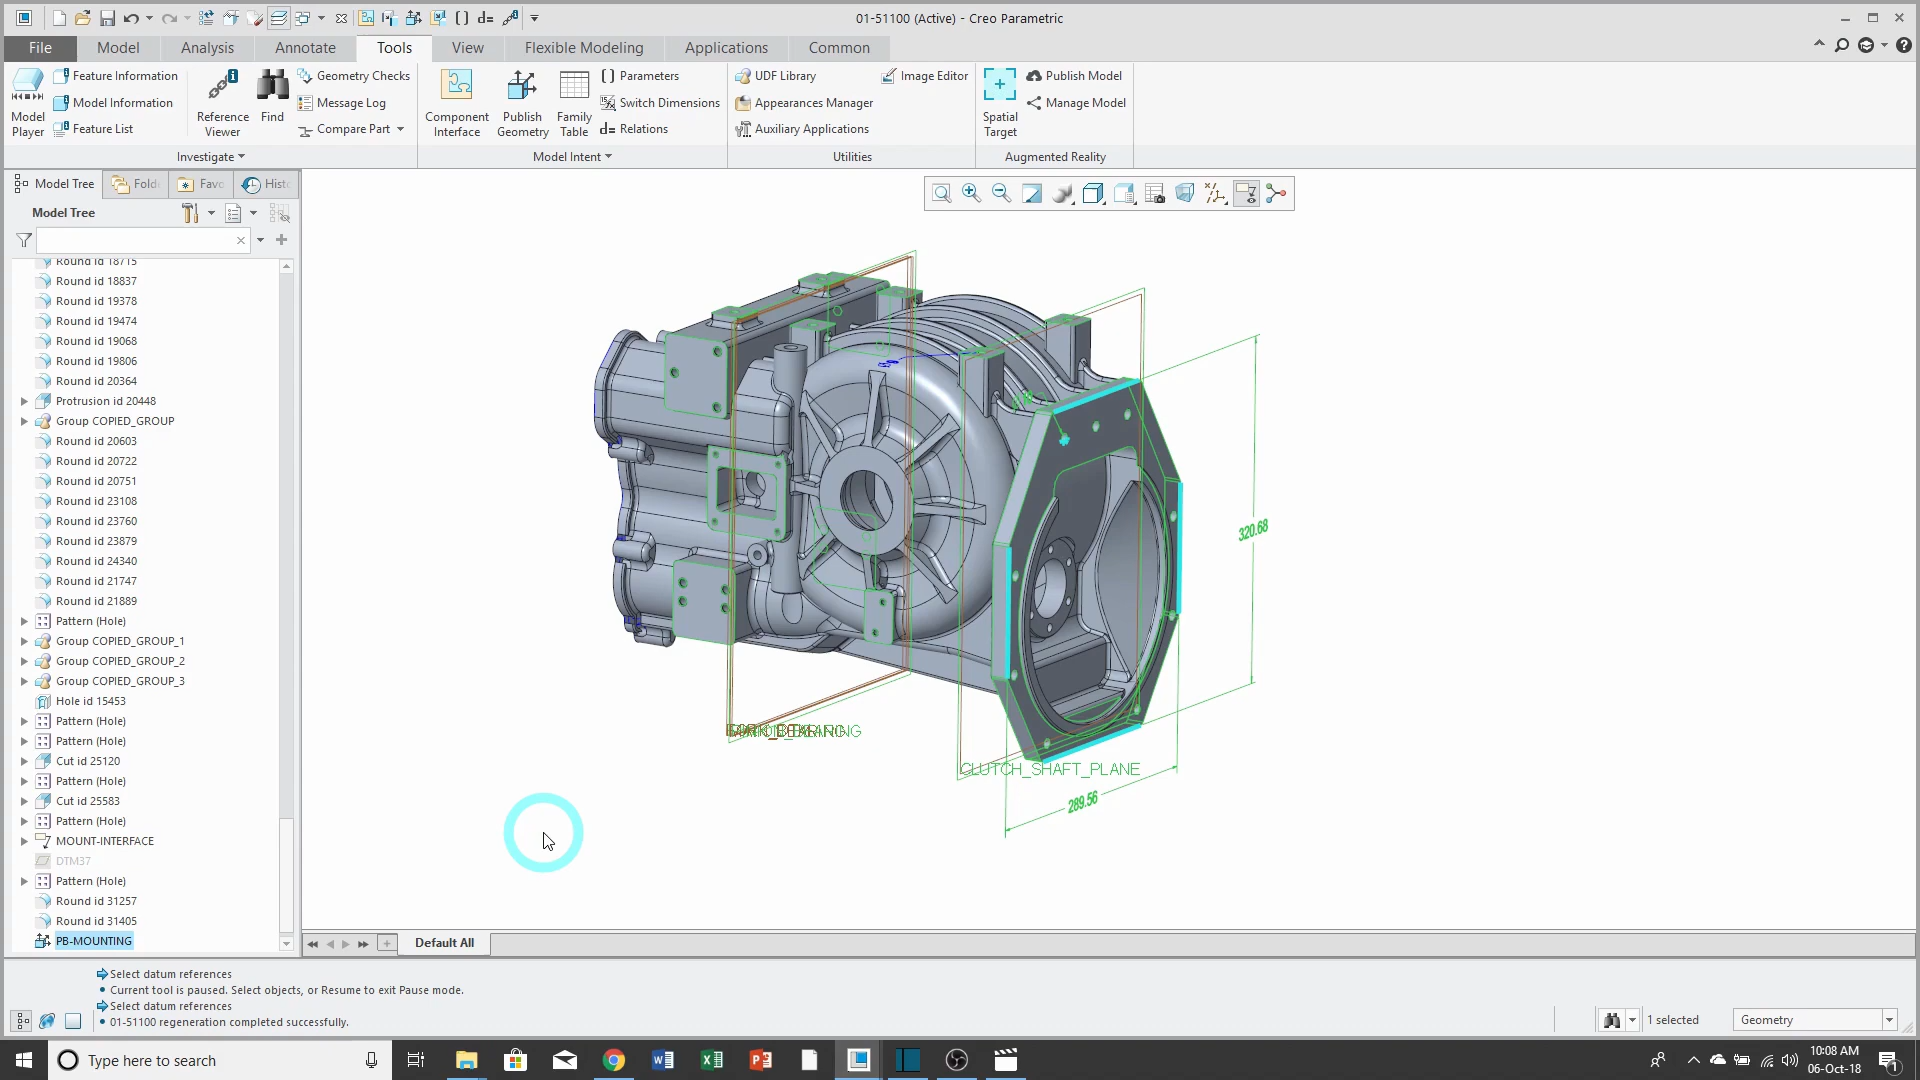 01-51100 (Active) - Creo Parametric
File
Model
Analysis
Annotate
Tools
View
Flexible Modeling
Applications
Common
Model Player
Feature Information
Model Information
Feature List
Reference Viewer
Find
Geometry Checks
Message Log
Compare Part
Investigate
Component Interface
Publish Geometry
Family Table
Parameters
Switch Dimensions
d= Relations
Model Intent
UDF Library
Appearances Manager
Auxiliary Applications
Image Editor
Utilities
Spatial Target
Publish Model
Manage Model
Augmented Reality
Model Tree
Fold
Favo
Histo
Model Tree
Round id 18715
Round id 18837
Round id 19378
Round id 19474
Round id 19068
Round id 19806
Round id 20364
Protrusion id 20448
Group COPIED_GROUP
Round id 20603
Round id 20722
Round id 20751
Round id 23108
Round id 23760
Round id 23879
Round id 24340
Round id 21747
Round id 21889
Pattern (Hole)
Group COPIED_GROUP_1
Group COPIED_GROUP_2
Group COPIED_GROUP_3
Hole id 15453
Pattern (Hole)
Pattern (Hole)
Cut id 25120
Pattern (Hole)
Cut id 25583
Pattern (Hole)
MOUNT-INTERFACE
DTM37
Pattern (Hole)
Round id 31257
Round id 31405
PB-MOUNTING
320.68
CLUTCH_SHAFT_PLANE
289.56
Default All
Select datum references
Current tool is paused. Select objects, or Resume to exit Pause mode.
Select datum references
01-51100 regeneration completed successfully.
1 selected
Geometry
Type here to search
10:08 AM
06-Oct-18
1